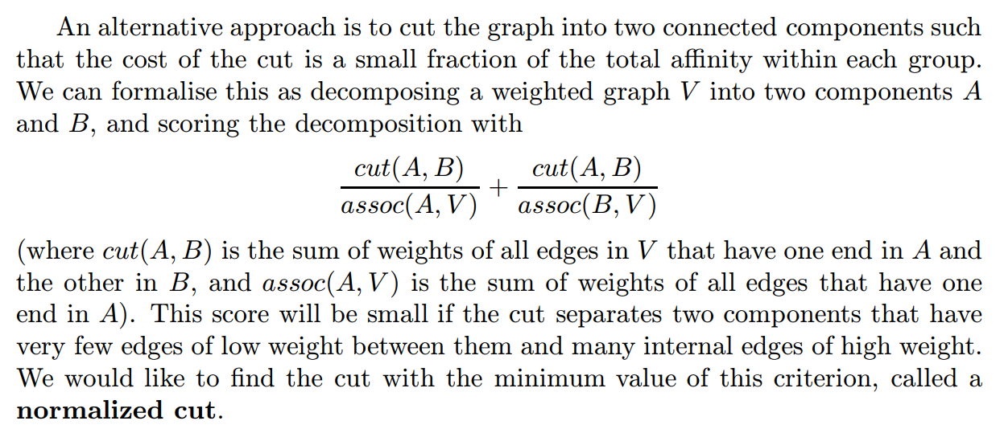 An alternative approach is to cut the graph into two connected components such
that the cost of the cut is a small fraction of the total affinity within each group.
We can formalise this as decomposing a weighted graph V into two components A
and B, and scoring the decomposition with
cut(A, B) / assoc(A, V) + cut(A, B) / assoc(B, V)
(where cut(A, B) is the sum of weights of all edges in V that have one end in A and
the other in B, and assoc(A, V) is the sum of weights of all edges that have one
end in A). This score will be small if the cut separates two components that have
very few edges of low weight between them and many internal edges of high weight.
We would like to find the cut with the minimum value of this criterion, called a
normalized cut.